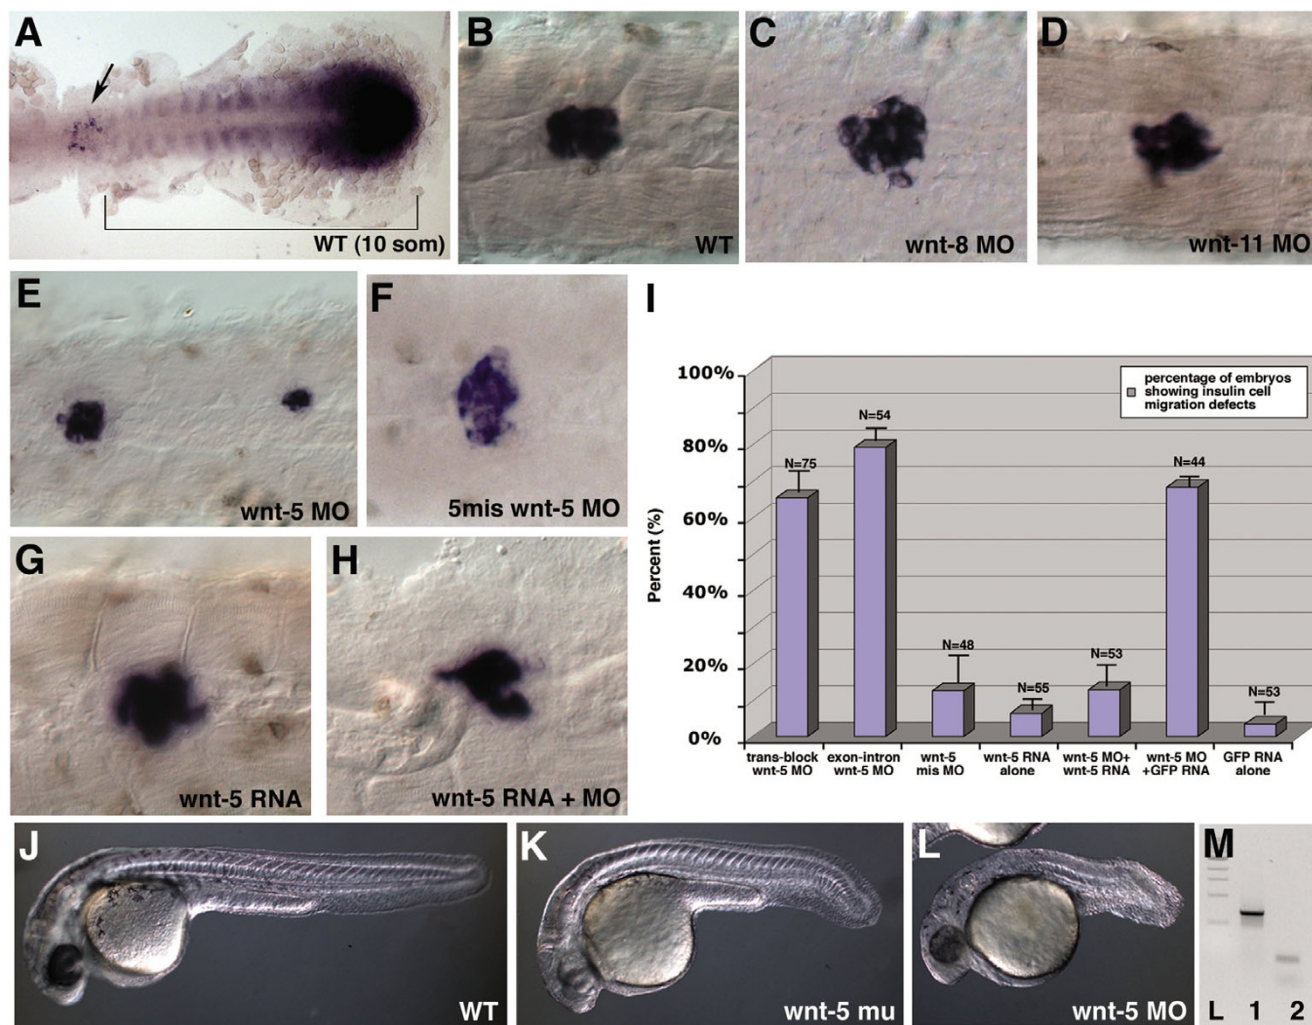 A
WT (10 som)
B
WT
C
wnt-8 MO
D
wnt-11 MO
E
wnt-5 MO
F
5mis wnt-5 MO
G
wnt-5 RNA
H
wnt-5 RNA + MO
I
percentage of embryos
showing insulin cell
migration defects
Percent (%)
100%
80%
60%
40%
20%
0%
N=75
N=54
N=48
N=55
N=53
N=44
N=53
trans-block
wnt-5 MO
exon-intron
wnt-5 MO
wnt-5
mis MO
wnt-5 RNA
alone
wnt-5 MO+
wnt-5 RNA
wnt-5 MO
+GFP RNA
GFP RNA
alone
J
WT
K
wnt-5 mu
L
wnt-5 MO
M
L 1 2